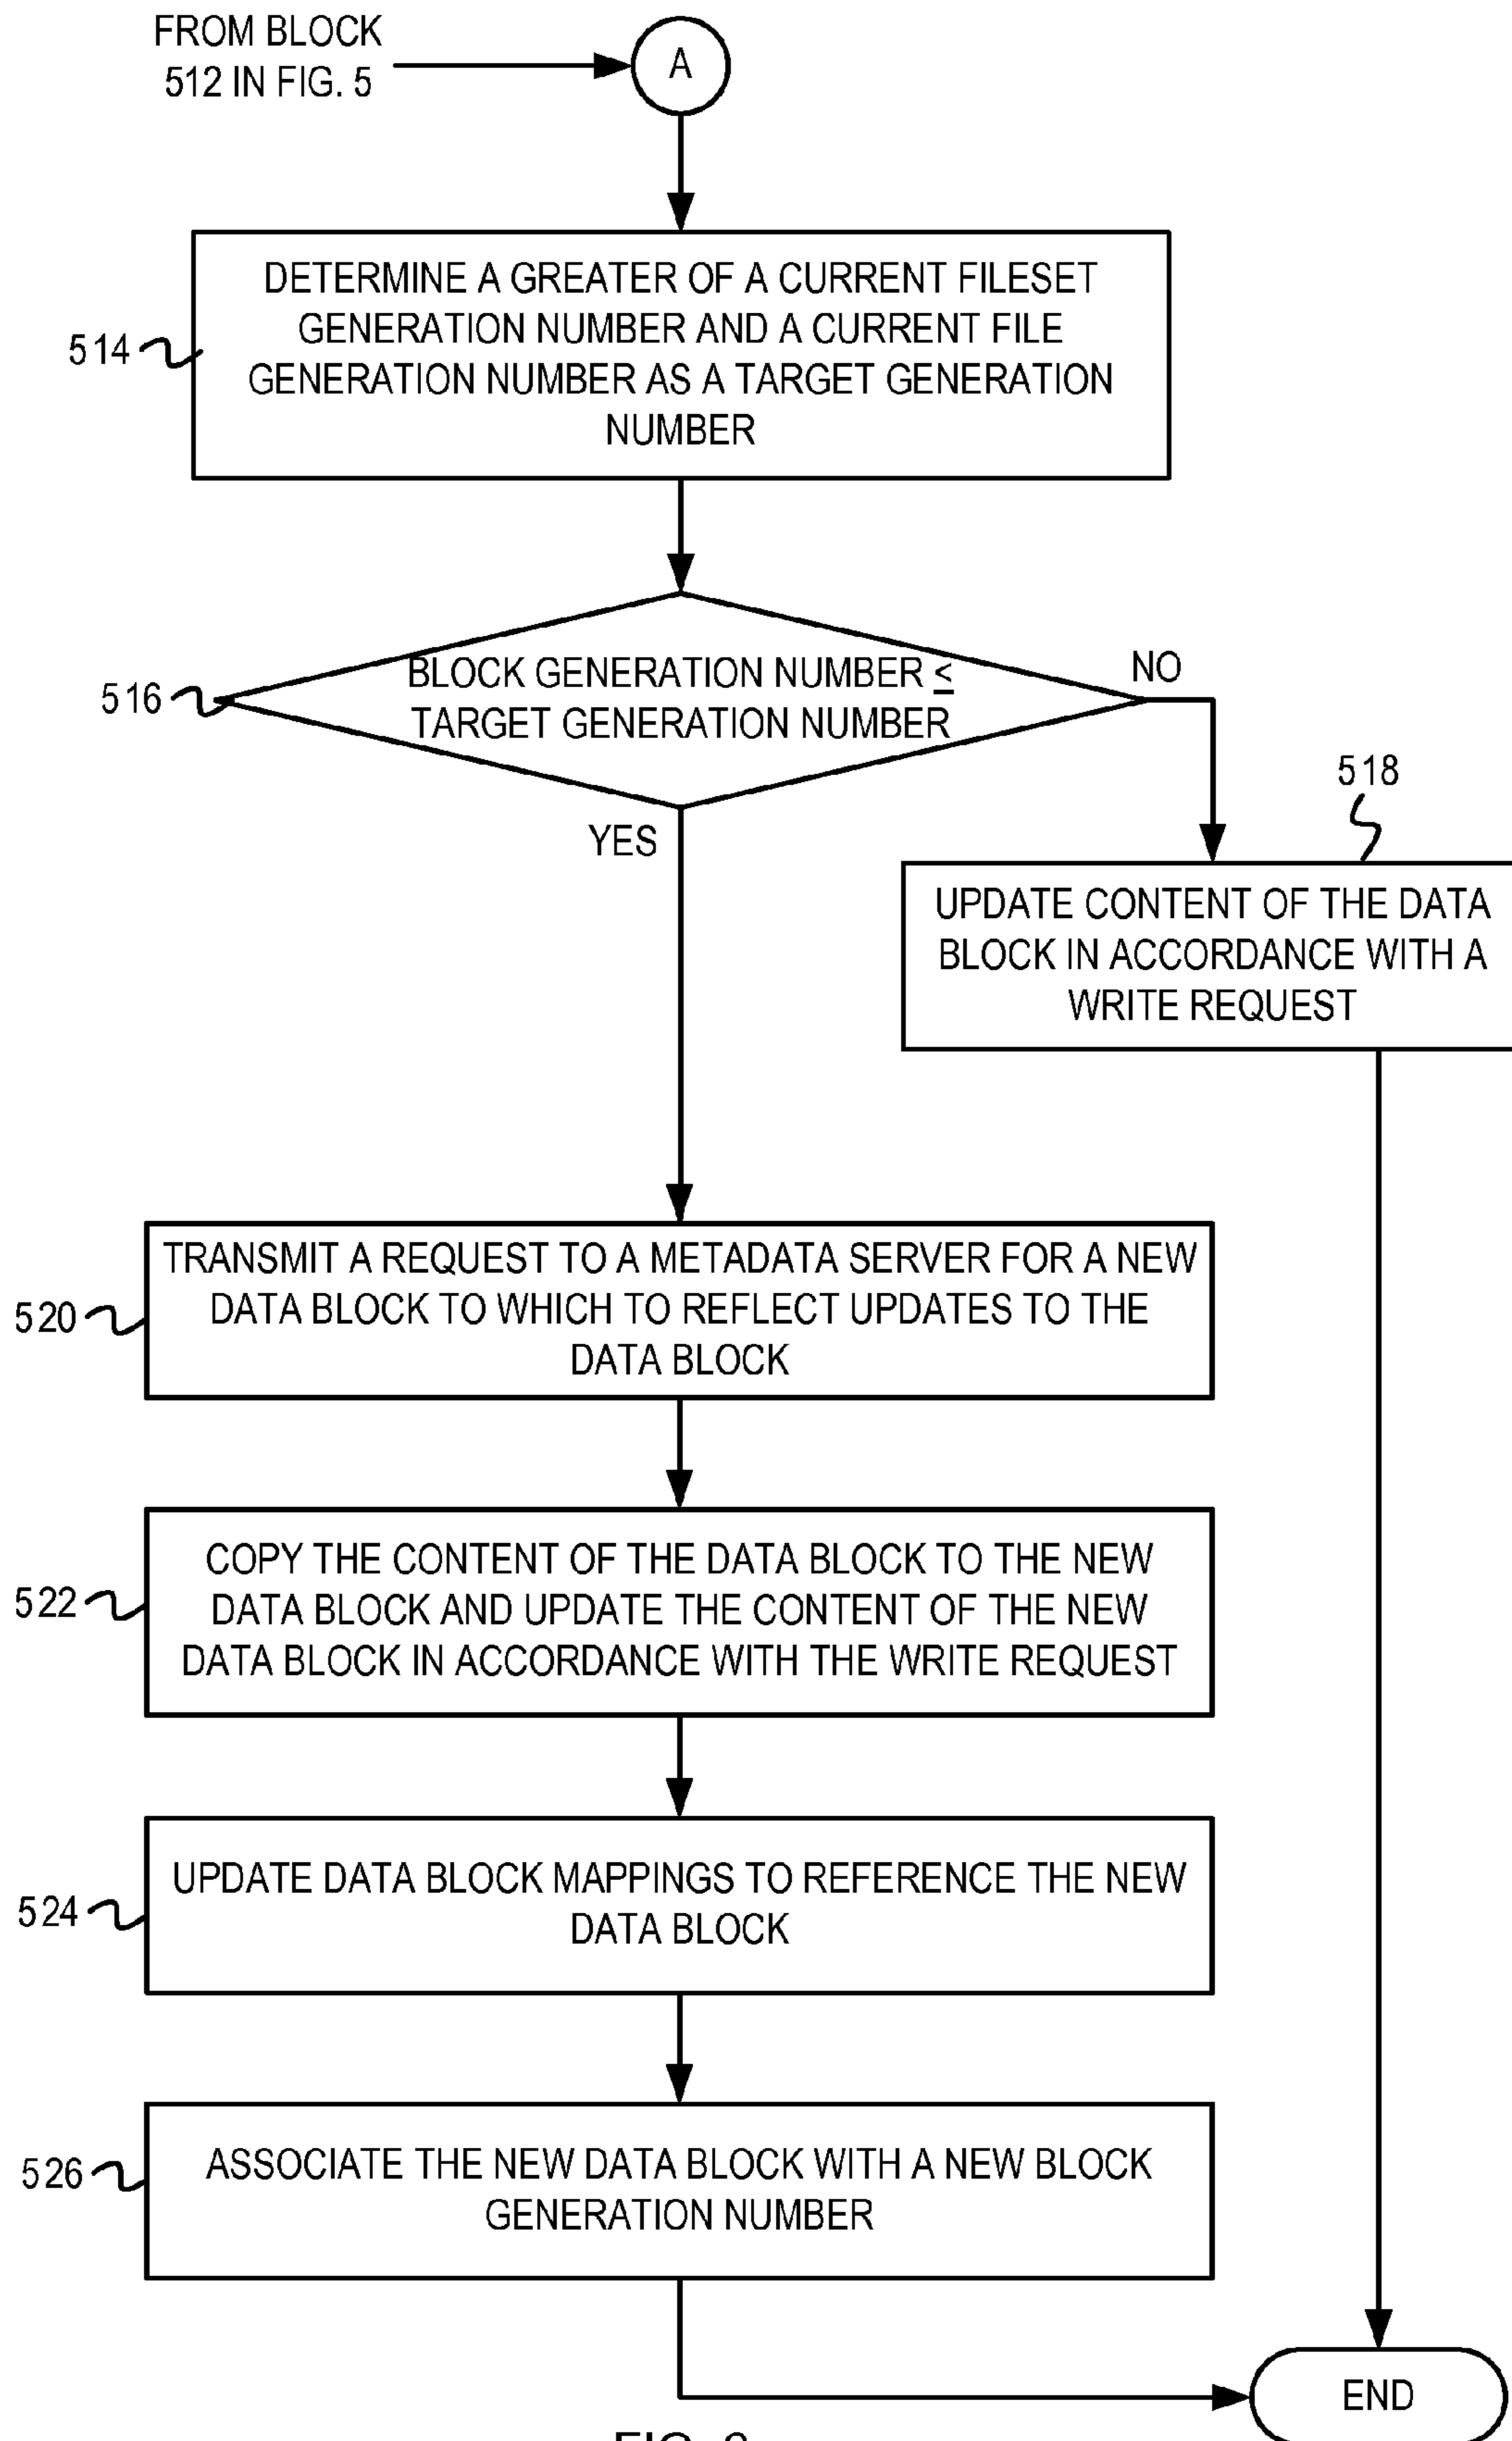 FROM BLOCK
512 IN FIG. 5
A
DETERMINE A GREATER OF A CURRENT FILESET
GENERATION NUMBER AND A CURRENT FILE
GENERATION NUMBER AS A TARGET GENERATION
NUMBER
514
BLOCK GENERATION NUMBER ≤
TARGET GENERATION NUMBER
516
NO
YES
518
UPDATE CONTENT OF THE DATA
BLOCK IN ACCORDANCE WITH A
WRITE REQUEST
TRANSMIT A REQUEST TO A METADATA SERVER FOR A NEW
DATA BLOCK TO WHICH TO REFLECT UPDATES TO THE
DATA BLOCK
520
COPY THE CONTENT OF THE DATA BLOCK TO THE NEW
DATA BLOCK AND UPDATE THE CONTENT OF THE NEW
DATA BLOCK IN ACCORDANCE WITH THE WRITE REQUEST
522
UPDATE DATA BLOCK MAPPINGS TO REFERENCE THE NEW
DATA BLOCK
524
ASSOCIATE THE NEW DATA BLOCK WITH A NEW BLOCK
GENERATION NUMBER
526
END
FIG.